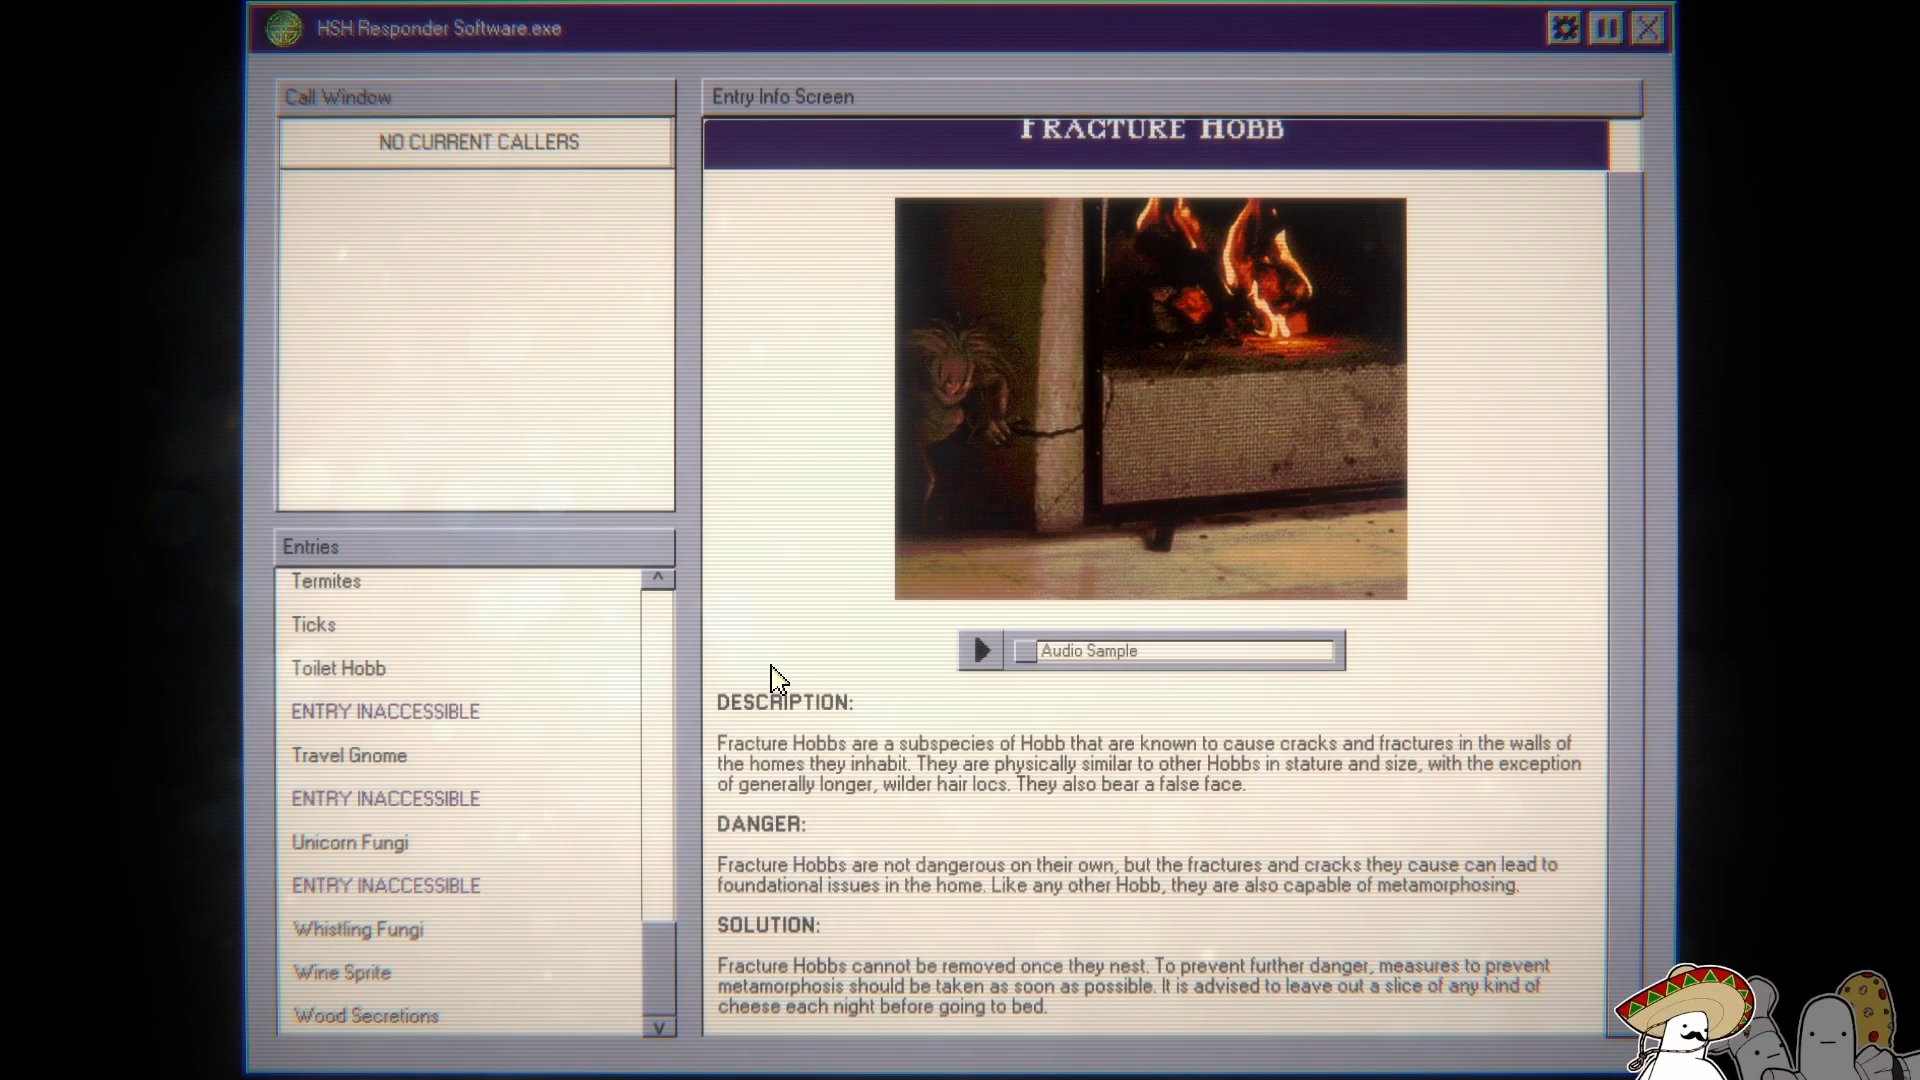 HSH Responder Software.exe
Call Window
NO CURRENT CALLERS
Entries
Termites
Ticks
Toilet Hobb
ENTRY INACCESSIBLE
Travel Gnome
ENTRY INACCESSIBLE
Unicorn Fungi
ENTRY INACCESSIBLE
Whistling Fungi
Wine Sprite
Wood Secretions
Entry Info Screen
FRACTURE HOBB
Audio Sample
DESCRIPTION:
Fracture Hobbs are a subspecies of Hobb that are known to cause cracks and fractures in the walls of
the homes they inhabit. They are physically similar to other Hobbs in stature and size, with the exception
of generally longer, wilder hair locs. They also bear a false face.
DANGER:
Fracture Hobbs are not dangerous on their own, but the fractures and cracks they cause can lead to
foundational issues in the home. Like any other Hobb, they are also capable of metamorphosing.
SOLUTION:
Fracture Hobbs cannot be removed once they nest. To prevent further danger, measures to prevent
metamorphosis should be taken as soon as possible. It is advised to leave out a slice of any kind of
cheese each night before going to bed.